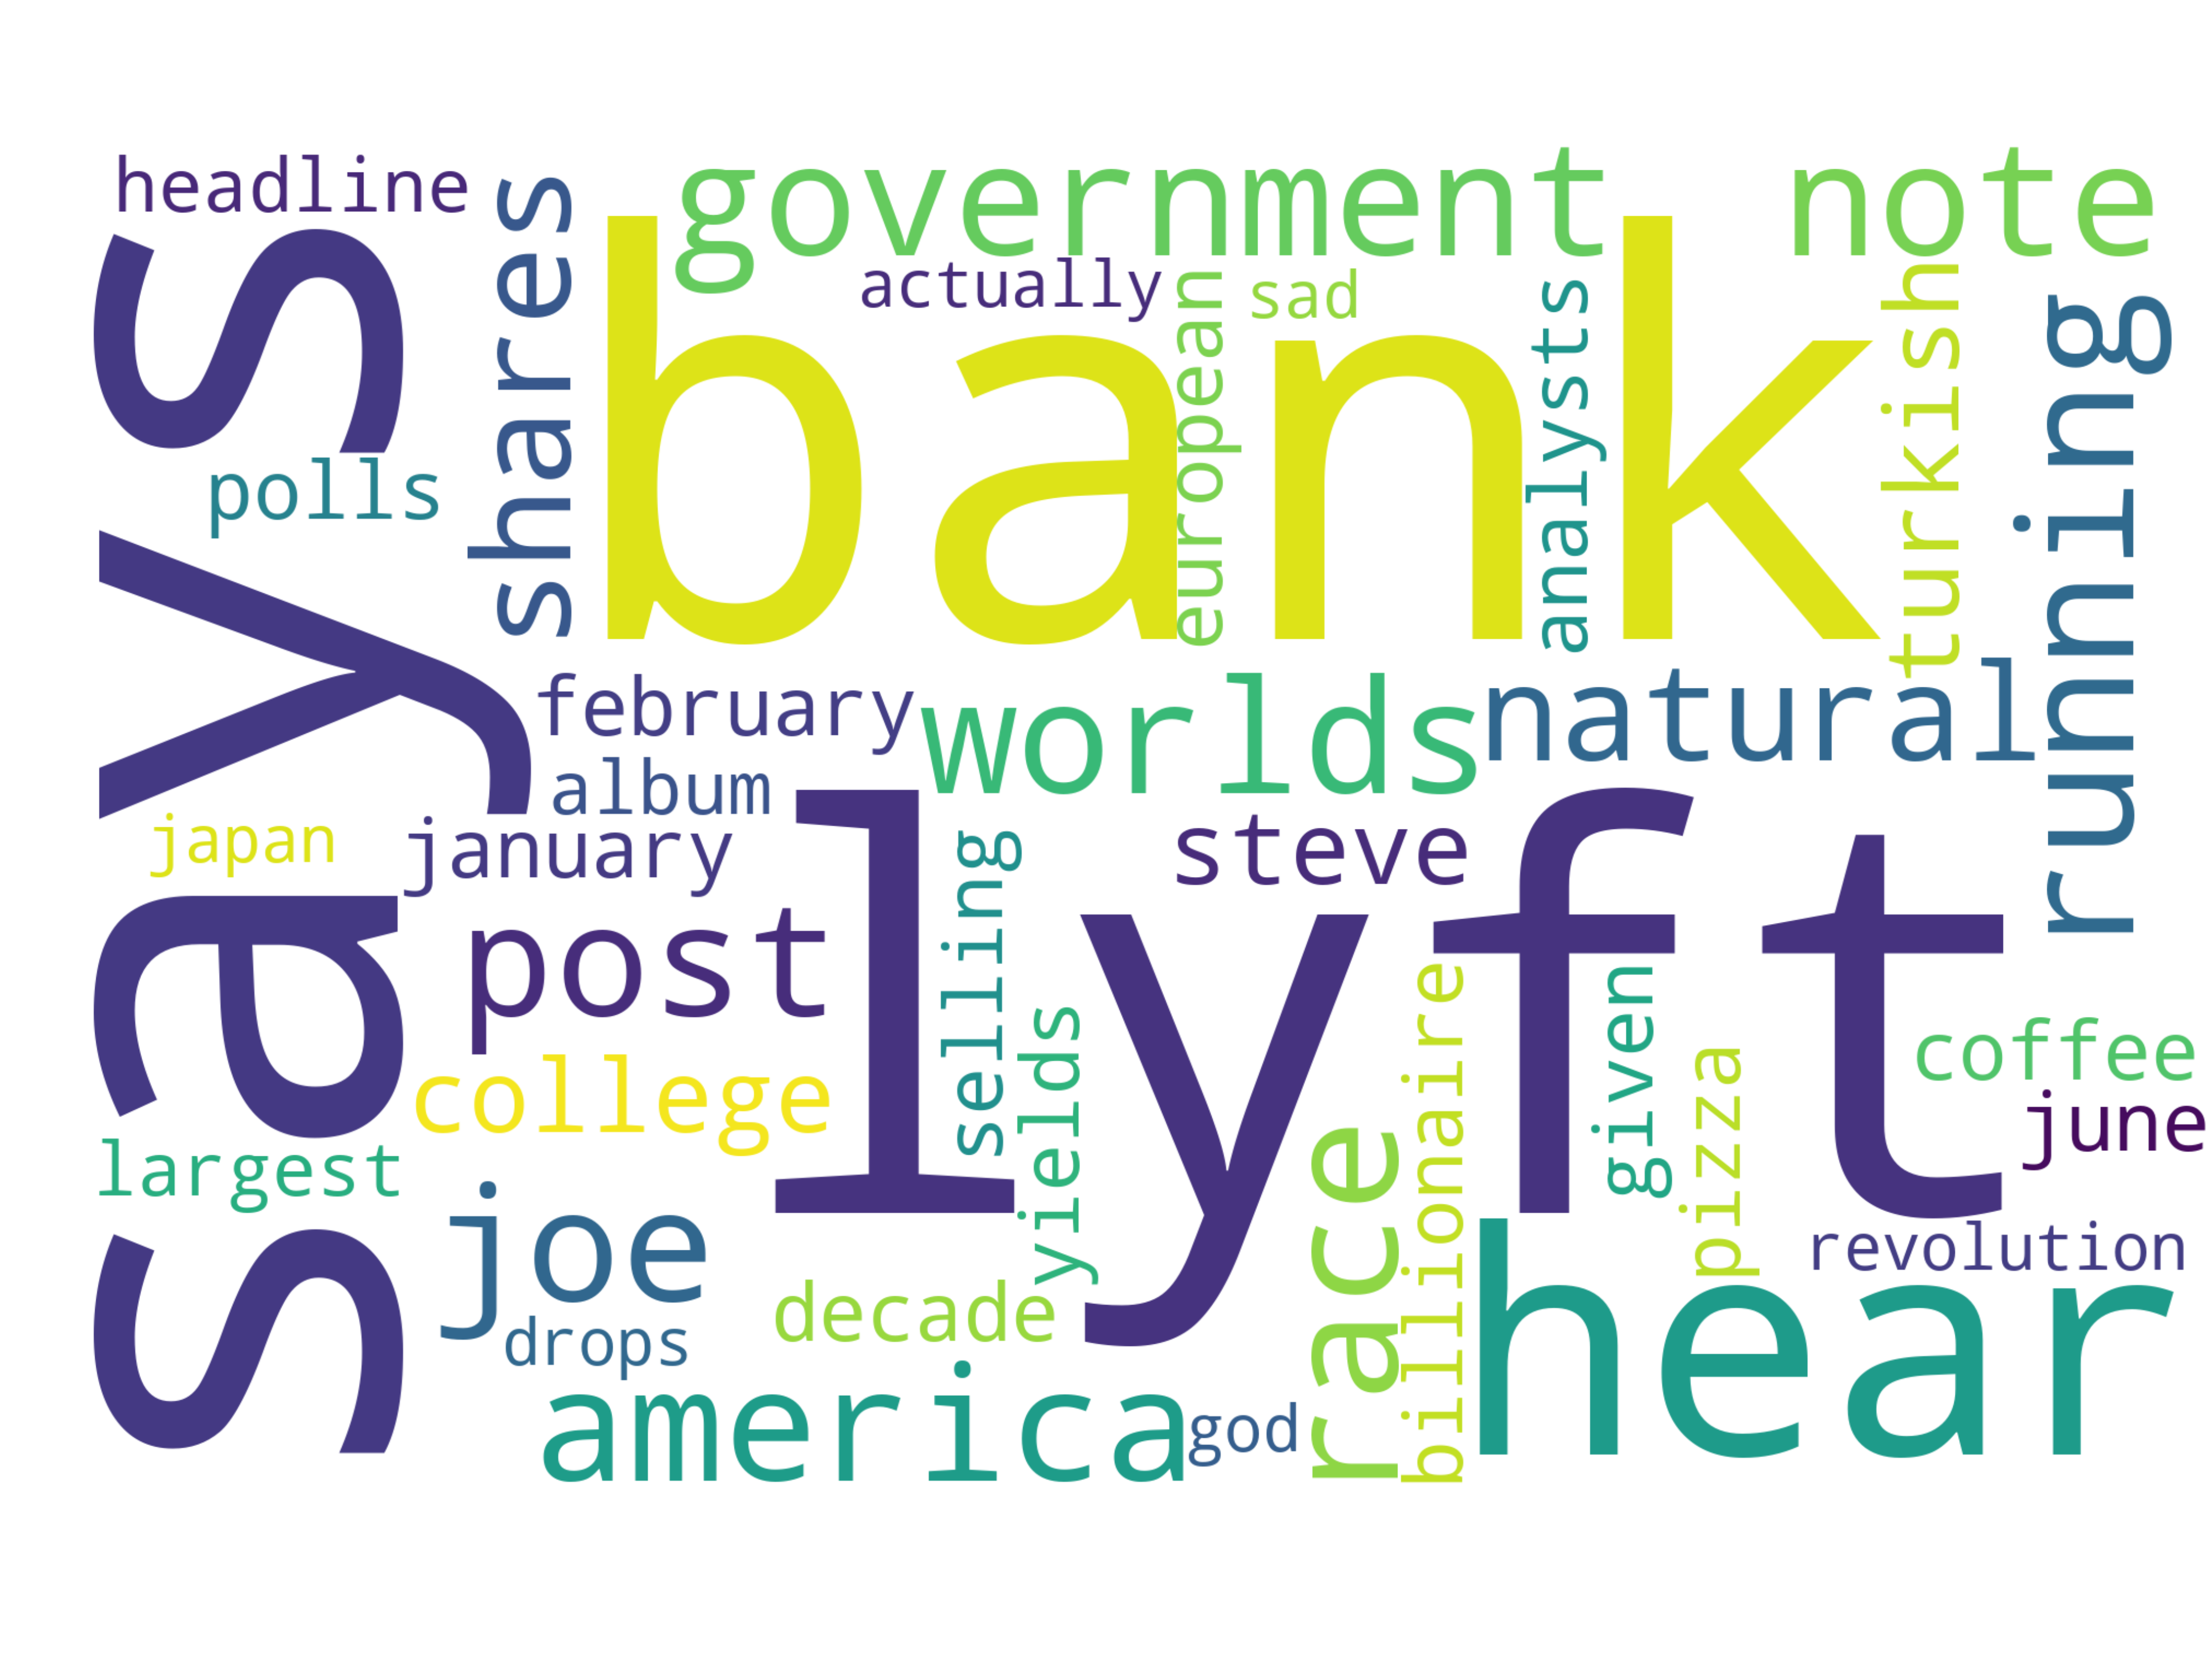 headline
government
note
shares
actually
sad
bank
european
analysts
turkish
running
says
polls
february
worlds
natural
album
japan
january
steve
lyft
post
selling
college
yields
billionaire
given
pizza
coffee
june
largest
joe
race
revolution
decade
drops
hear
america
god